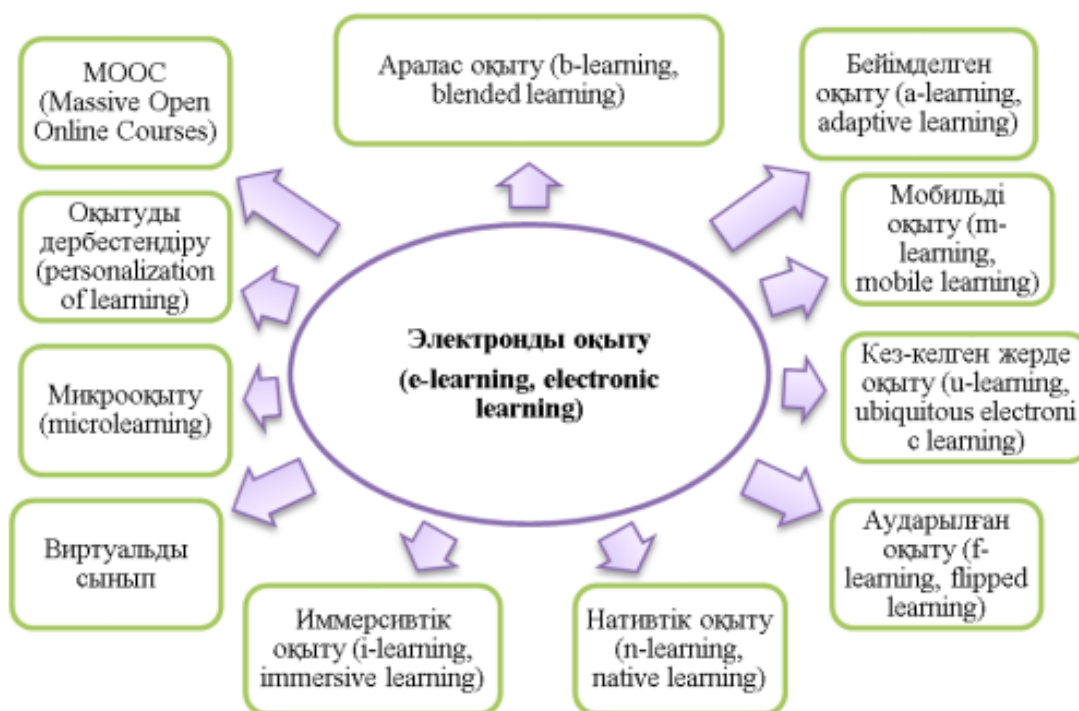 МООС
(Massive Open
Online Courses)
Аралас оқыту (b-learning,
blended learning)
Бейімделген
оқыту (a-learning,
adaptive learning)
Оқытуды
дербестендіру
(personalization
of learning)
Мобильді
оқыту (m-
learning,
mobile learning)
Электронды оқыту
(e-learning, electronic
learning)
Микрооқыту
(microlearning)
Кез-келген жерде
оқыту (u-learning,
ubiquitous electroni
c learning)
Виртуальды
сынып
Аударылған
оқыту (f-
learning, flipped
learning)
Иммерсивтік
оқыту (i-learning,
immersive learning)
Нативтік оқыту
(n-learning,
native learning)